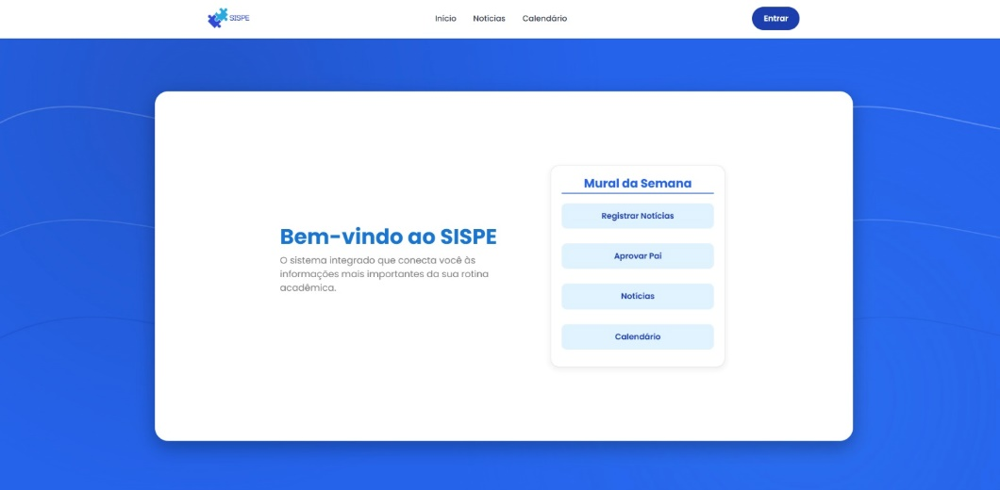 SISPE
Inicio Notícias Calendário
Entrar
Bem-vindo ao SISPE
O sistema integrado que conecta você às
informações mais importantes da sua rotina
acadêmica.
Mural da Semana
Registrar Notícias
Aprovar Pai
Notícias
Calendário